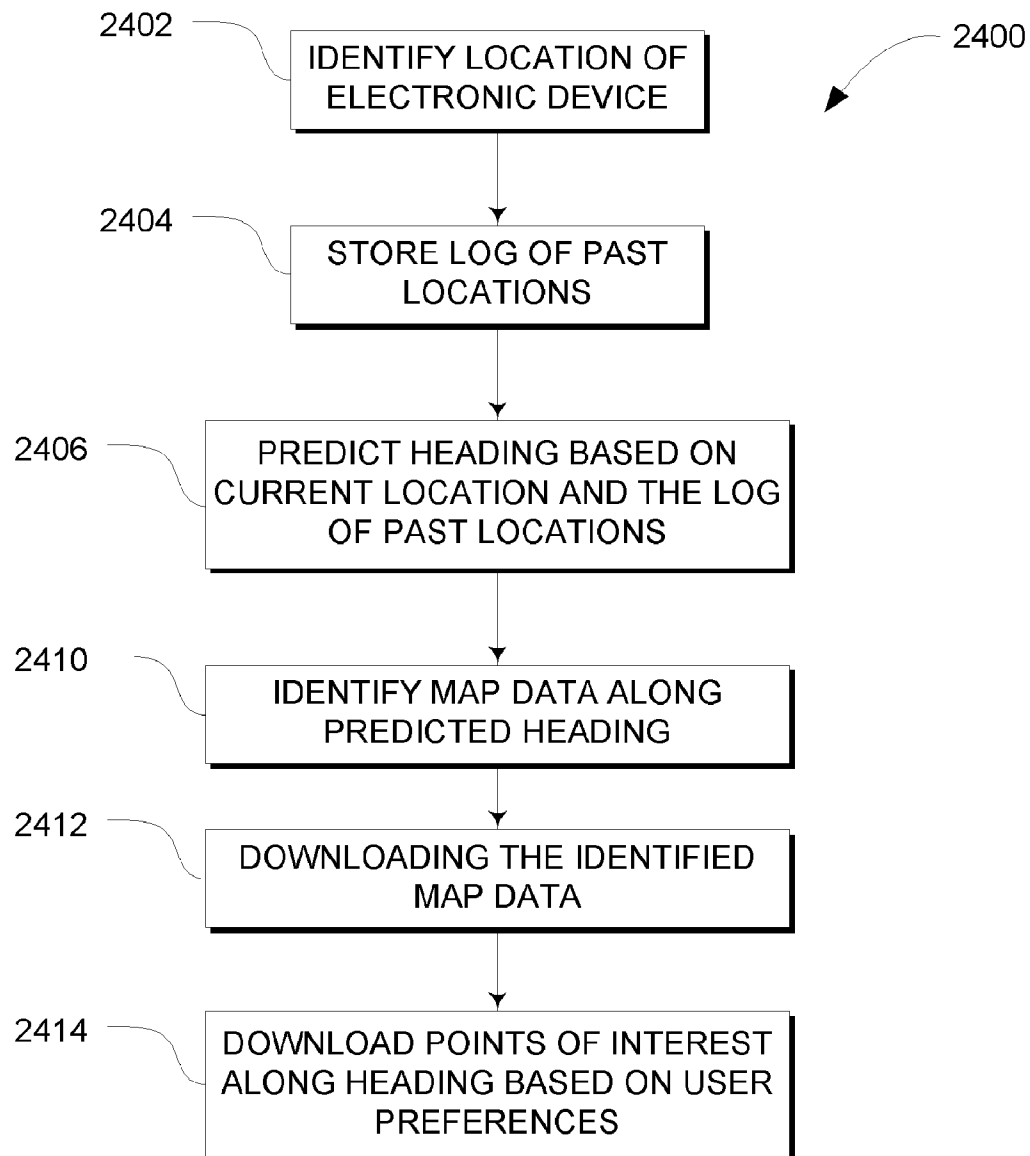 2402
IDENTIFY LOCATION OF
ELECTRONIC DEVICE
2400
2404
STORE LOG OF PAST
LOCATIONS
2406
PREDICT HEADING BASED ON
CURRENT LOCATION AND THE LOG
OF PAST LOCATIONS
2410
IDENTIFY MAP DATA ALONG
PREDICTED HEADING
2412
DOWNLOADING THE IDENTIFIED
MAP DATA
2414
DOWNLOAD POINTS OF INTEREST
ALONG HEADING BASED ON USER
PREFERENCES